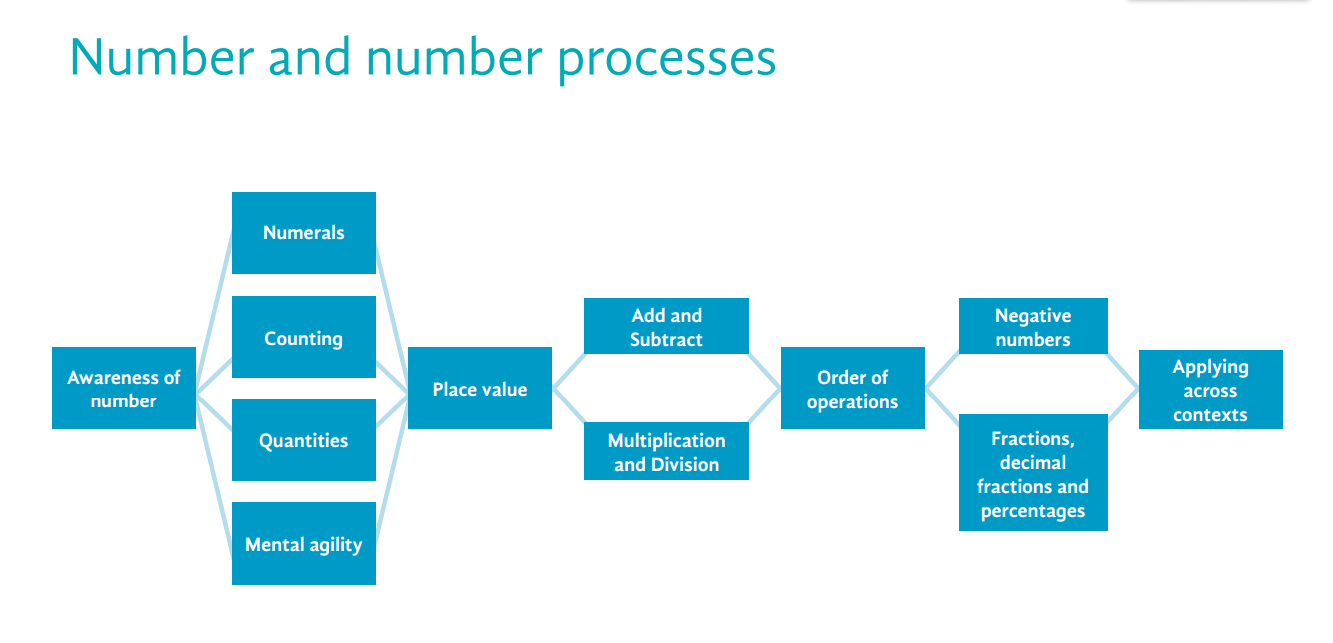 Number and number processes
Awareness of
number
Numerals
Counting
Quantities
Mental agility
Place value
Add and
Subtract
Multiplication
and Division
Order of
operations
Negative
numbers
Fractions,
decimal
fractions and
percentages
Applying
across
contexts